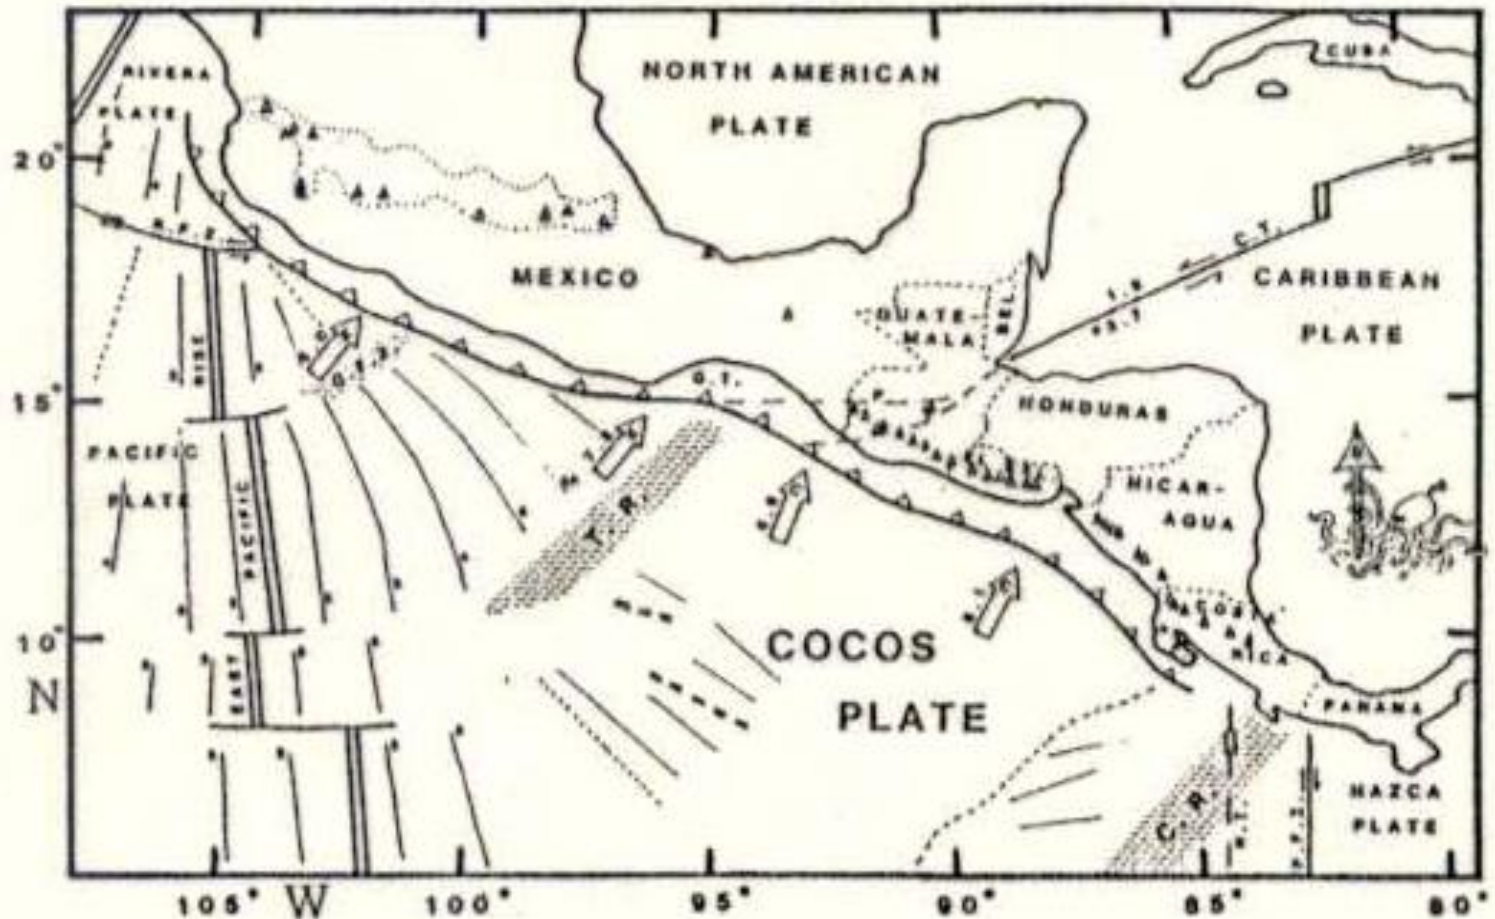 RIVERA
PLATE
NORTH AMERICAN
PLATE
CUBA
20°
R.F.Z.
MEXICO
C.T.
CARIBBEAN
PLATE
GUATE-
MALA
BEL.
RISE
15°
G.T.
HONDURAS
PACIFIC
PLATE
PACIFIC
NICAR-
AGUA
T.R.
10°
N
EAST
COCOS
PLATE
COSTA
RICA
PANAMA
NAZCA
PLATE
C.R.
105° W
100°
95°
90°
85°
80°